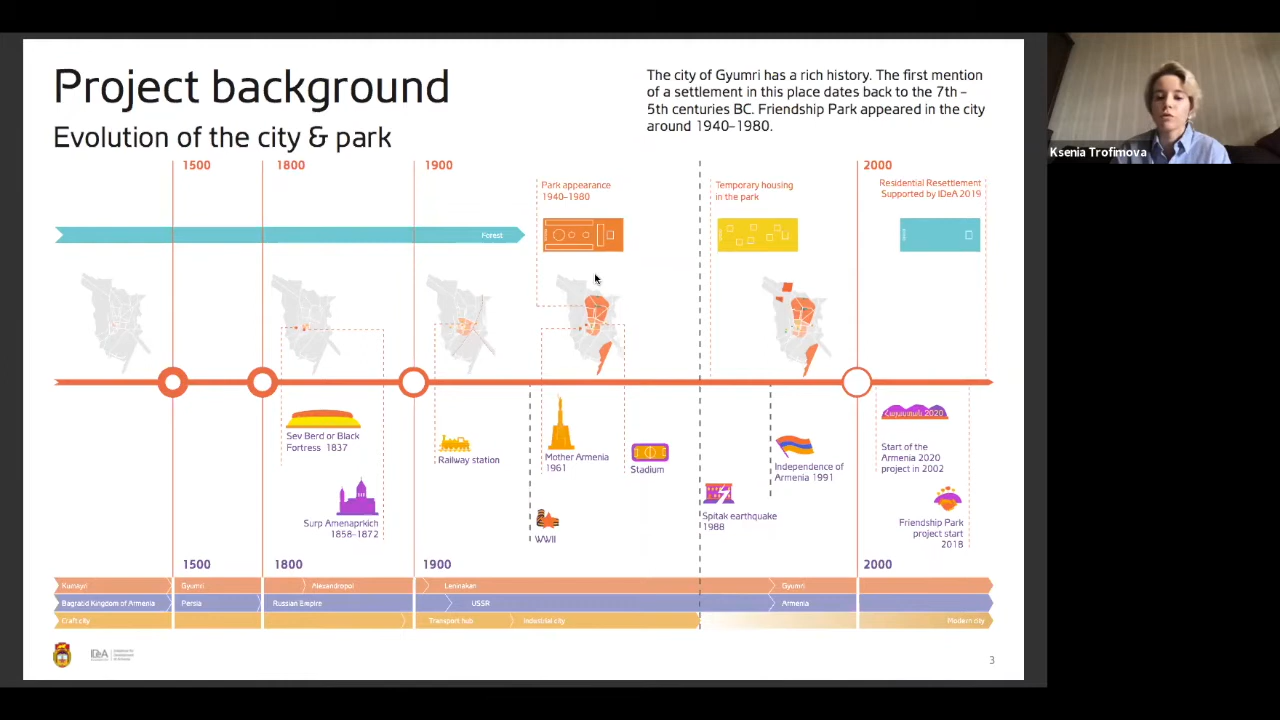 Project background
Evolution of the city & park
The city of Gyumri has a rich history. The first mention
of a settlement in this place dates back to the 7th –
5th centuries BC. Friendship Park appeared in the city
around 1940–1980.
Ksenia Trofimova
1500
1800
1900
2000
Park appearance
1940–1980
Temporary housing
in the park
Residential Resettlement
Supported by IDeA 2019
Forest
Sev Berd or Black
Fortress 1837
Surp Amenaprkich
1858–1872
Railway station
Mother Armenia
1961
WWII
Stadium
Spitak earthquake
1988
Independence of
Armenia 1991
Հայաստան 2020
Start of the
Armenia 2020
project in 2002
Friendship Park
project start
2018
1500
1800
1900
2000
Kumayri
Gyumri
Alexandropol
Leninakan
Gyumri
Bagratid Kingdom of Armenia
Persia
Russian Empire
USSR
Armenia
Craft city
Transport hub
Industrial city
Modern city
IDeA
3